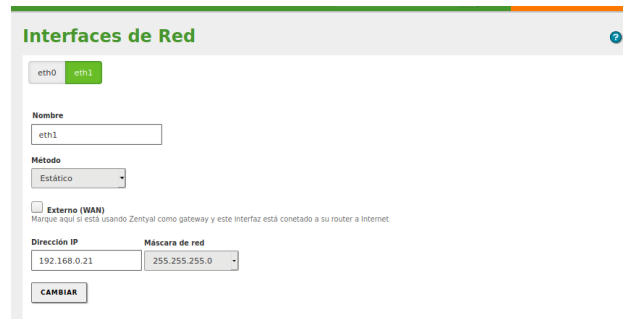 Interfaces de Red
?
eth0 eth1
Nombre
eth1
Método
Estático
Externo (WAN)
Marque aquí si está usando Zentyal como gateway y este interfaz está conetado a su router a Internet
Dirección IP Máscara de red
192.168.0.21 255.255.255.0
CAMBIAR